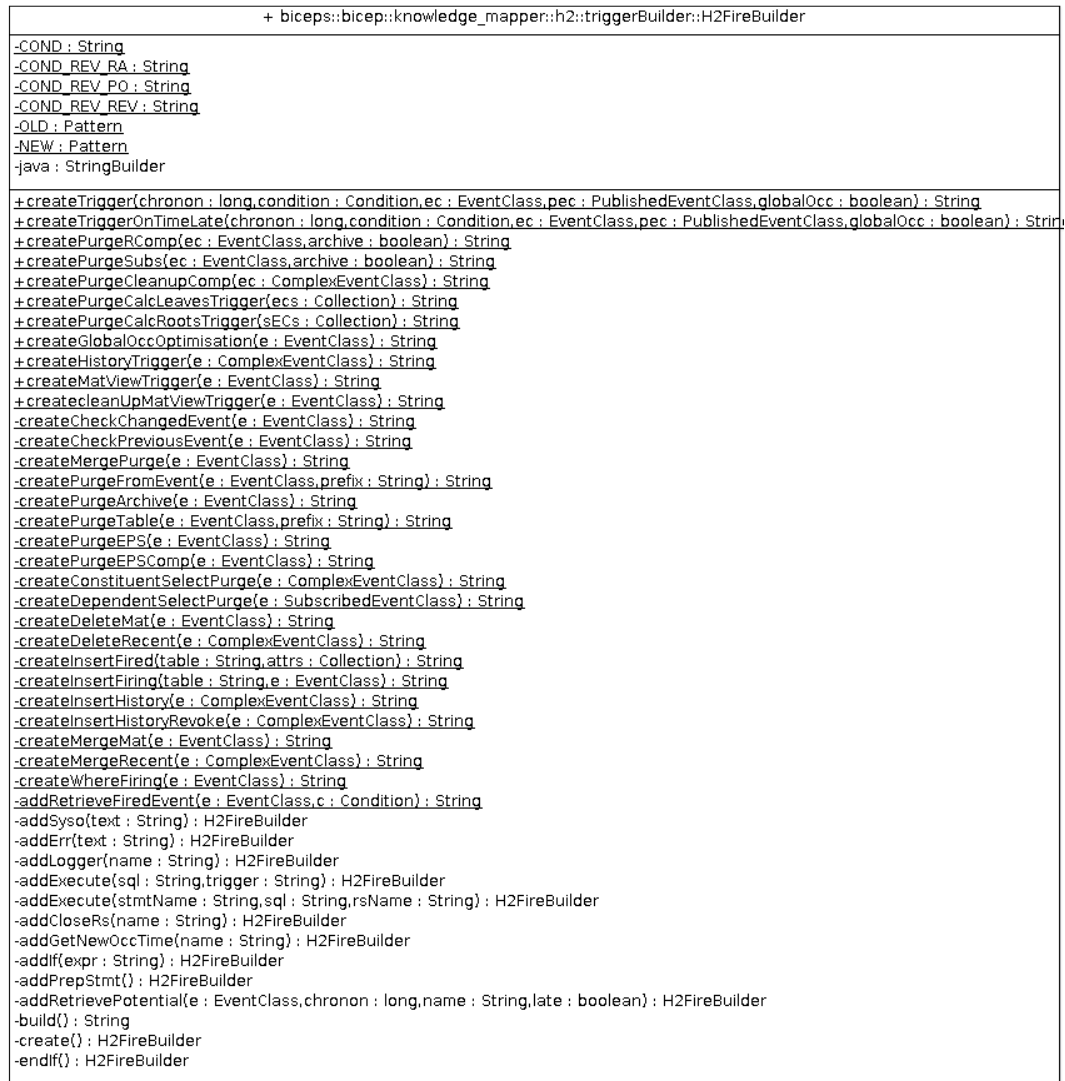 + biceps::bicep::knowledge_mapper::h2::triggerBuilder::H2FireBuilder
-COND : String
-COND_REV_RA : String
-COND_REV_PO : String
-COND_REV_REV : String
-OLD : Pattern
-NEW : Pattern
-java : StringBuilder
+createTrigger(chronon : long,condition : Condition,ec : EventClass,pec : PublishedEventClass,globalOcc : boolean) : String
+createTriggerOnTimeLate(chronon : long,condition : Condition,ec : EventClass,pec : PublishedEventClass,globalOcc : boolean) : Strin
+createPurgeRComp(ec : EventClass,archive : boolean) : String
+createPurgeSubs(ec : EventClass,archive : boolean) : String
+createPurgeCleanupComp(ec : ComplexEventClass) : String
+createPurgeCalcLeavesTrigger(ecs : Collection) : String
+createPurgeCalcRootsTrigger(sECs : Collection) : String
+createGlobalOccOptimisation(e : EventClass) : String
+createHistoryTrigger(e : ComplexEventClass) : String
+createMatViewTrigger(e : EventClass) : String
+createcleanUpMatViewTrigger(e : EventClass) : String
-createCheckChangedEvent(e : EventClass) : String
-createCheckPreviousEvent(e : EventClass) : String
-createMergePurge(e : EventClass) : String
-createPurgeFromEvent(e : EventClass,prefix : String) : String
-createPurgeArchive(e : EventClass) : String
-createPurgeTable(e : EventClass,prefix : String) : String
-createPurgeEPS(e : EventClass) : String
-createPurgeEPSComp(e : EventClass) : String
-createConstituentSelectPurge(e : ComplexEventClass) : String
-createDependentSelectPurge(e : SubscribedEventClass) : String
-createDeleteMat(e : EventClass) : String
-createDeleteRecent(e : ComplexEventClass) : String
-createInsertFired(table : String,attrs : Collection) : String
-createInsertFiring(table : String,e : EventClass) : String
-createInsertHistory(e : ComplexEventClass) : String
-createInsertHistoryRevoke(e : ComplexEventClass) : String
-createMergeMat(e : EventClass) : String
-createMergeRecent(e : ComplexEventClass) : String
-createWhereFiring(e : EventClass) : String
-addRetrieveFiredEvent(e : EventClass,c : Condition) : String
-addSyso(text : String) : H2FireBuilder
-addErr(text : String) : H2FireBuilder
-addLogger(name : String) : H2FireBuilder
-addExecute(sql : String,trigger : String) : H2FireBuilder
-addExecute(stmtName : String,sql : String,rsName : String) : H2FireBuilder
-addCloseRs(name : String) : H2FireBuilder
-addGetNewOccTime(name : String) : H2FireBuilder
-addIf(expr : String) : H2FireBuilder
-addPrepStmt() : H2FireBuilder
-addRetrievePotential(e : EventClass,chronon : long,name : String,late : boolean) : H2FireBuilder
-build() : String
-create() : H2FireBuilder
-endIf() : H2FireBuilder